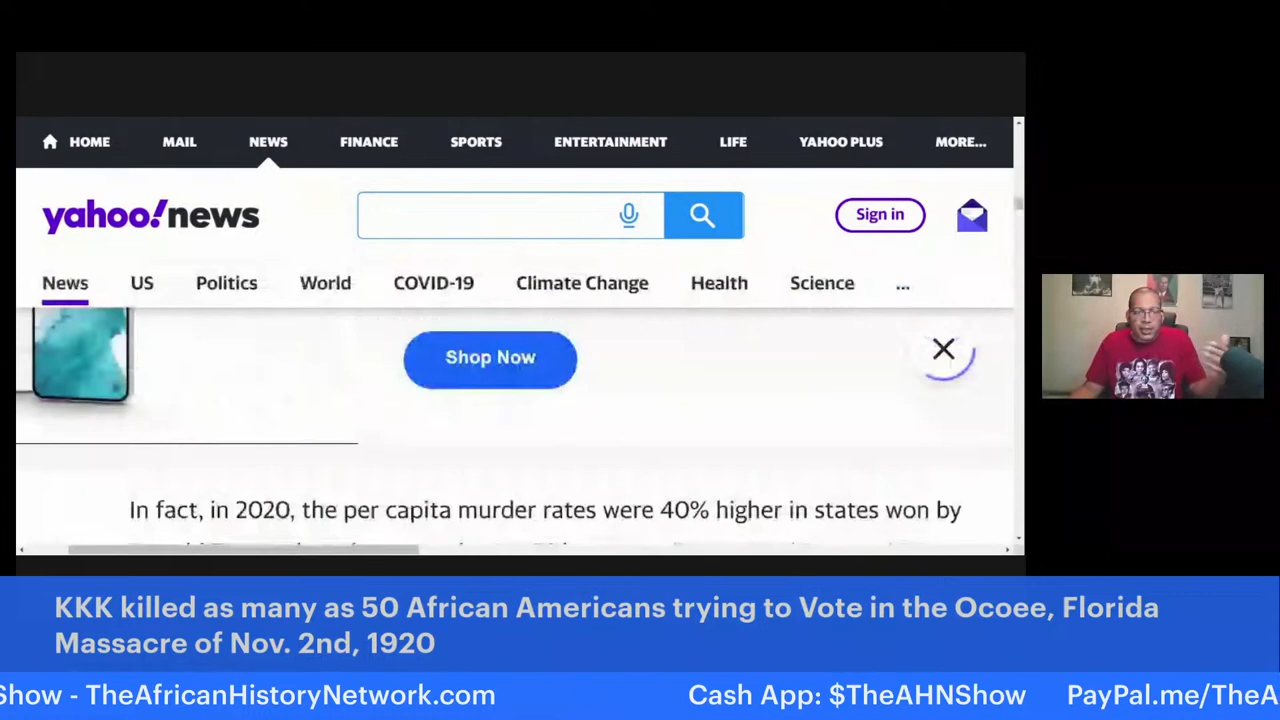 HOME MAIL NEWS FINANCE SPORTS ENTERTAINMENT LIFE YAHOO PLUS MORE...
yahoo!news
Sign in
News US Politics World COVID-19 Climate Change Health Science ...
Shop Now
In fact, in 2020, the per capita murder rates were 40% higher in states won by
KKK killed as many as 50 African Americans trying to Vote in the Ocoee, Florida
Massacre of Nov. 2nd, 1920
Show - TheAfricanHistoryNetwork.com Cash App: $TheAHNShow PayPal.me/TheA